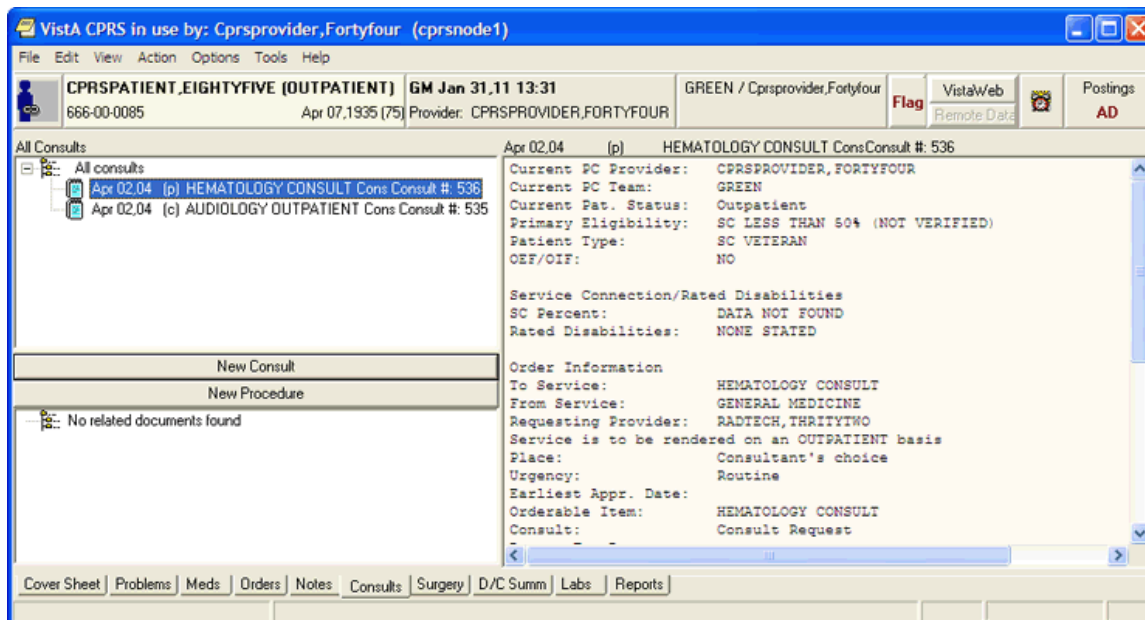 VistA CPRS in use by: Cprsprovider,Fortyfour (cprsnode1)
File Edit View Action Options Tools Help
CPRSPATIENT,EIGHTYFIVE (OUTPATIENT)
666-00-0085 Apr 07,1935 (75)
GM Jan 31,11 13:31
Provider: CPRSPROVIDER,FORTYFOUR
GREEN / Cprsprovider,Fortyfour
Flag
VistaWeb
Remote Data
Postings
AD
All Consults
All consults
Apr 02,04 (p) HEMATOLOGY CONSULT Cons Consult #: 536
Apr 02,04 (c) AUDIOLOGY OUTPATIENT Cons Consult #: 535
New Consult
New Procedure
No related documents found
Apr 02,04 (p) HEMATOLOGY CONSULT ConsConsult #: 536
Current PC Provider: CPRSPROVIDER,FORTYFOUR
Current PC Team: GREEN
Current Pat. Status: Outpatient
Primary Eligibility: SC LESS THAN 50% (NOT VERIFIED)
Patient Type: SC VETERAN
OEF/OIF: NO
Service Connection/Rated Disabilities
SC Percent: DATA NOT FOUND
Rated Disabilities: NONE STATED
Order Information
To Service: HEMATOLOGY CONSULT
From Service: GENERAL MEDICINE
Requesting Provider: RADTECH,THRITYTWO
Service is to be rendered on an OUTPATIENT basis
Place: Consultant's choice
Urgency: Routine
Earliest Appr. Date:
Orderable Item: HEMATOLOGY CONSULT
Consult: Consult Request
Cover Sheet Problems Meds Orders Notes Consults Surgery D/C Summ Labs Reports